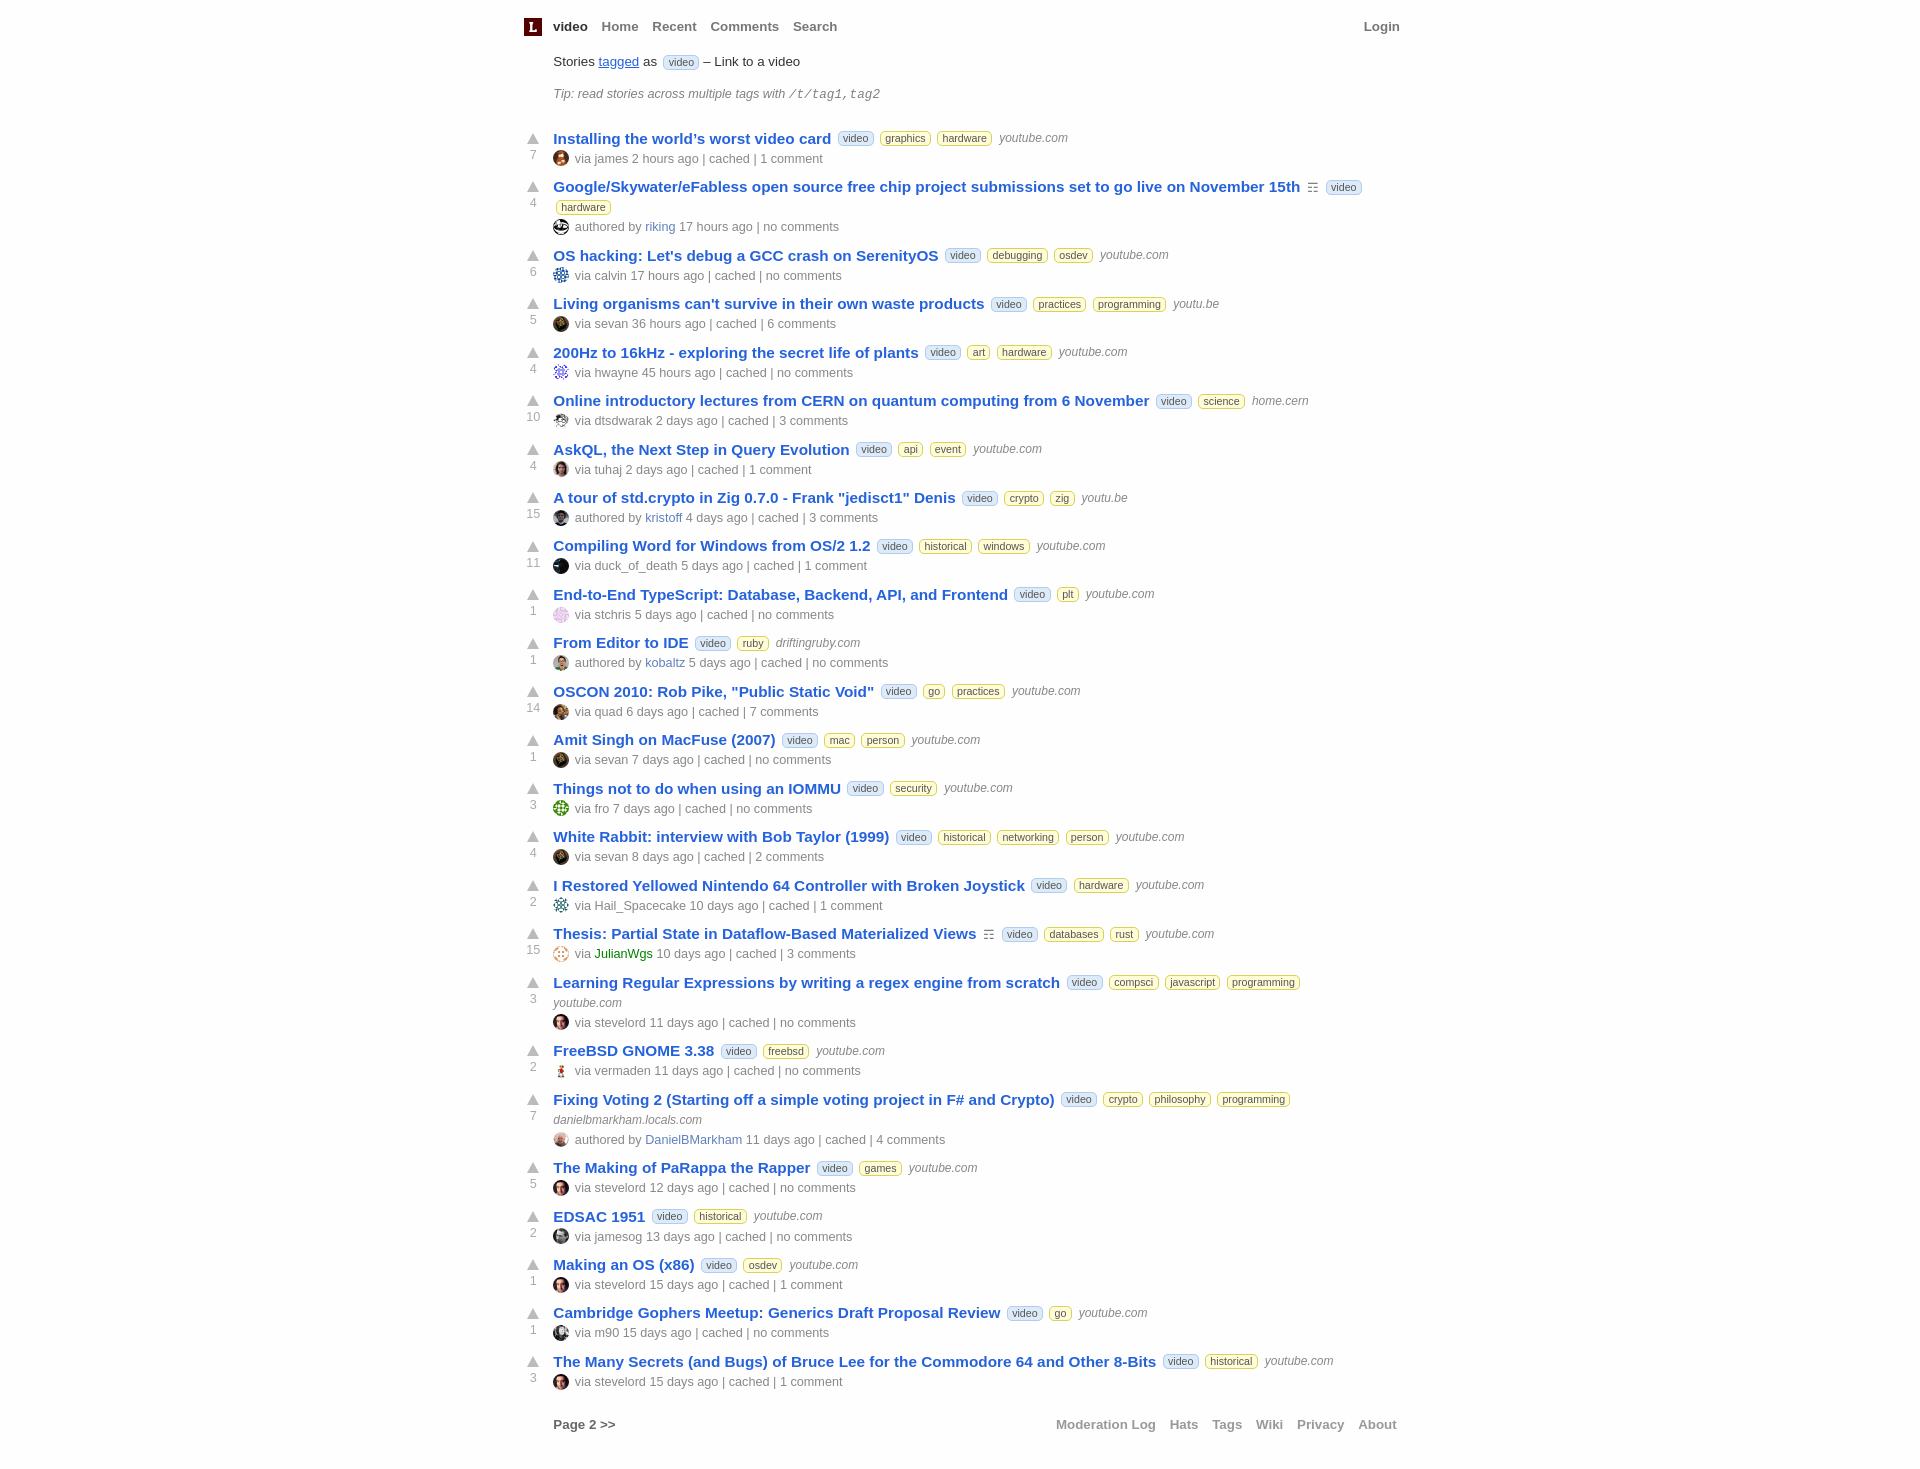 L video Home Recent Comments Search Login
Stories tagged as video – Link to a video
Tip: read stories across multiple tags with /t/tag1,tag2
Installing the world’s worst video card video graphics hardware youtube.com
7 via james 2 hours ago | cached | 1 comment
Google/Skywater/eFabless open source free chip project submissions set to go live on November 15th ☶ video
4 hardware
authored by riking 17 hours ago | no comments
OS hacking: Let's debug a GCC crash on SerenityOS video debugging osdev youtube.com
6 via calvin 17 hours ago | cached | no comments
Living organisms can't survive in their own waste products video practices programming youtu.be
5 via sevan 36 hours ago | cached | 6 comments
200Hz to 16kHz - exploring the secret life of plants video art hardware youtube.com
4 via hwayne 45 hours ago | cached | no comments
Online introductory lectures from CERN on quantum computing from 6 November video science home.cern
10 via dtsdwarak 2 days ago | cached | 3 comments
AskQL, the Next Step in Query Evolution video api event youtube.com
4 via tuhaj 2 days ago | cached | 1 comment
A tour of std.crypto in Zig 0.7.0 - Frank "jedisct1" Denis video crypto zig youtu.be
15 authored by kristoff 4 days ago | cached | 3 comments
Compiling Word for Windows from OS/2 1.2 video historical windows youtube.com
11 via duck_of_death 5 days ago | cached | 1 comment
End-to-End TypeScript: Database, Backend, API, and Frontend video plt youtube.com
1 via stchris 5 days ago | cached | no comments
From Editor to IDE video ruby driftingruby.com
1 authored by kobaltz 5 days ago | cached | no comments
OSCON 2010: Rob Pike, "Public Static Void" video go practices youtube.com
14 via quad 6 days ago | cached | 7 comments
Amit Singh on MacFuse (2007) video mac person youtube.com
1 via sevan 7 days ago | cached | no comments
Things not to do when using an IOMMU video security youtube.com
3 via fro 7 days ago | cached | no comments
White Rabbit: interview with Bob Taylor (1999) video historical networking person youtube.com
4 via sevan 8 days ago | cached | 2 comments
I Restored Yellowed Nintendo 64 Controller with Broken Joystick video hardware youtube.com
2 via Hail_Spacecake 10 days ago | cached | 1 comment
Thesis: Partial State in Dataflow-Based Materialized Views ☶ video databases rust youtube.com
15 via JulianWgs 10 days ago | cached | 3 comments
Learning Regular Expressions by writing a regex engine from scratch video compsci javascript programming
3 youtube.com
via stevelord 11 days ago | cached | no comments
FreeBSD GNOME 3.38 video freebsd youtube.com
2 via vermaden 11 days ago | cached | no comments
Fixing Voting 2 (Starting off a simple voting project in F# and Crypto) video crypto philosophy programming
7 danielbmarkham.locals.com
authored by DanielBMarkham 11 days ago | cached | 4 comments
The Making of PaRappa the Rapper video games youtube.com
5 via stevelord 12 days ago | cached | no comments
EDSAC 1951 video historical youtube.com
2 via jamesog 13 days ago | cached | no comments
Making an OS (x86) video osdev youtube.com
1 via stevelord 15 days ago | cached | 1 comment
Cambridge Gophers Meetup: Generics Draft Proposal Review video go youtube.com
1 via m90 15 days ago | cached | no comments
The Many Secrets (and Bugs) of Bruce Lee for the Commodore 64 and Other 8-Bits video historical youtube.com
3 via stevelord 15 days ago | cached | 1 comment
Page 2 >> Moderation Log Hats Tags Wiki Privacy About